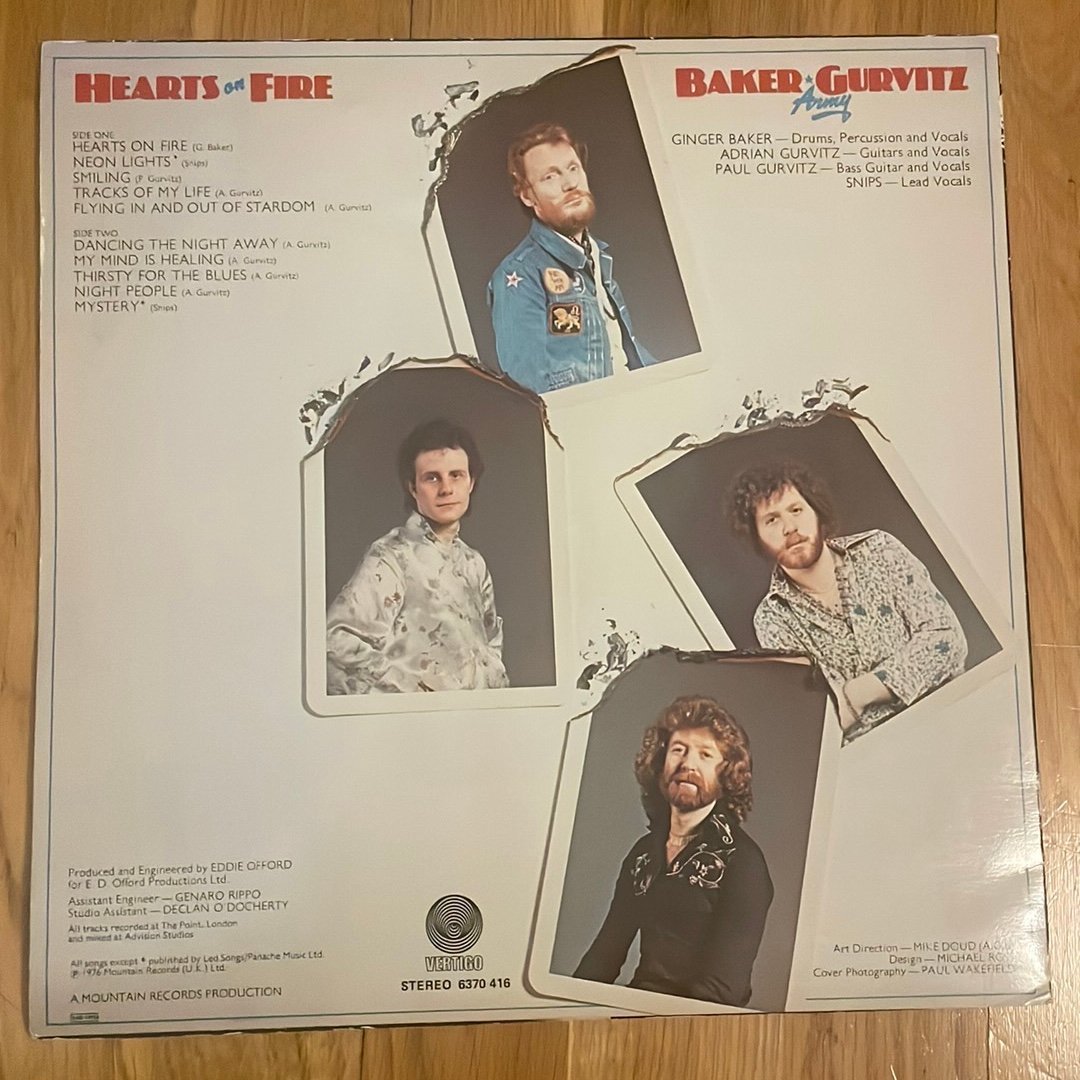 HEARTS on FIRE
SIDE ONE
HEARTS ON FIRE (G. Baker)
NEON LIGHTS* (Snips)
SMILING (P. Gurvitz)
TRACKS OF MY LIFE (A. Gurvitz)
FLYING IN AND OUT OF STARDOM (A. Gurvitz)
SIDE TWO
DANCING THE NIGHT AWAY (A. Gurvitz)
MY MIND IS HEALING (A. Gurvitz)
THIRSTY FOR THE BLUES (A. Gurvitz)
NIGHT PEOPLE (A. Gurvitz)
MYSTERY* (Snips)
BAKER GURVITZ
Army
GINGER BAKER — Drums, Percussion and Vocals
ADRIAN GURVITZ — Guitars and Vocals
PAUL GURVITZ — Bass Guitar and Vocals
SNIPS — Lead Vocals
Produced and Engineered by EDDIE OFFORD
for E. D. Offord Productions Ltd.
Assistant Engineer — GENARO RIPPO
Studio Assistant — DECLAN O'DOCHERTY
All tracks recorded at The Point, London
and mixed at Advision Studios
All songs except * published by Led Songs/Panache Music Ltd.
℗ 1976 Mountain Records (U.K.) Ltd.
A MOUNTAIN RECORDS PRODUCTION
VERTIGO
STEREO 6370 416
Art Direction — MIKE DOUD
Design — MICHAEL
Cover Photography — PAUL WAKEFIELD